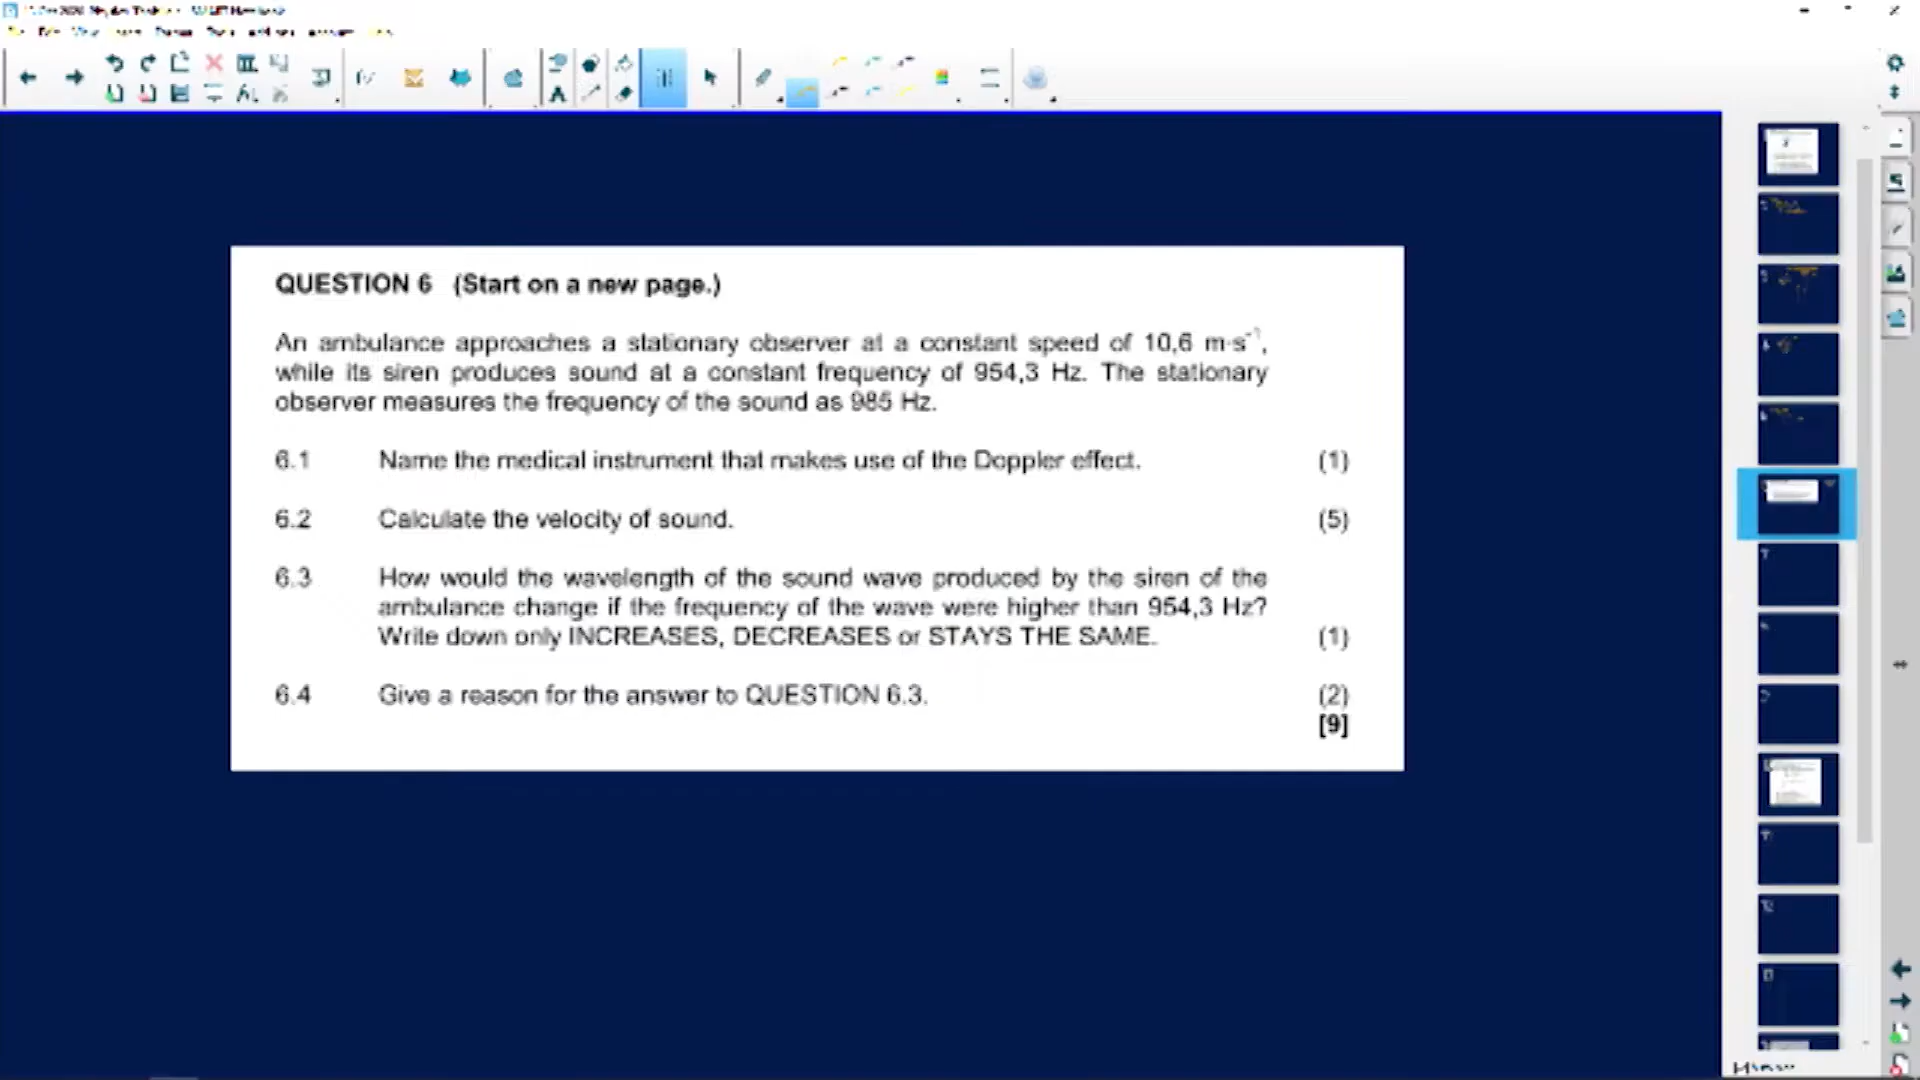 QUESTION 6 (Start on a new page.)
An ambulance approaches a stationary observer at a constant speed of 10,6 m·s⁻¹,
while its siren produces sound at a constant frequency of 954,3 Hz. The stationary
observer measures the frequency of the sound as 985 Hz.
6.1 Name the medical instrument that makes use of the Doppler effect. (1)
6.2 Calculate the velocity of sound. (5)
6.3 How would the wavelength of the sound wave produced by the siren of the
ambulance change if the frequency of the wave were higher than 954,3 Hz?
Write down only INCREASES, DECREASES or STAYS THE SAME. (1)
6.4 Give a reason for the answer to QUESTION 6.3. (2)
[9]